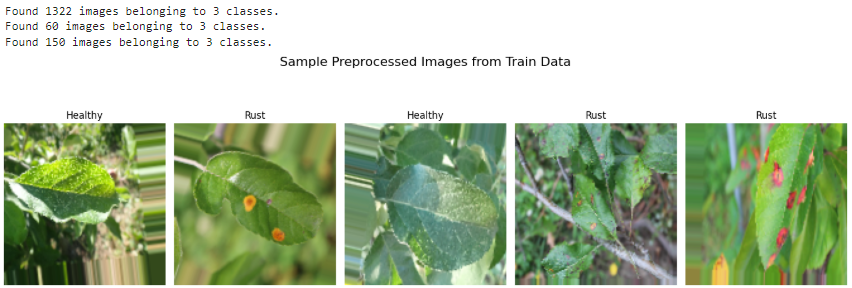 Found 1322 images belonging to 3 classes.
Found 60 images belonging to 3 classes.
Found 150 images belonging to 3 classes.
Sample Preprocessed Images from Train Data
Healthy Rust Healthy Rust Rust